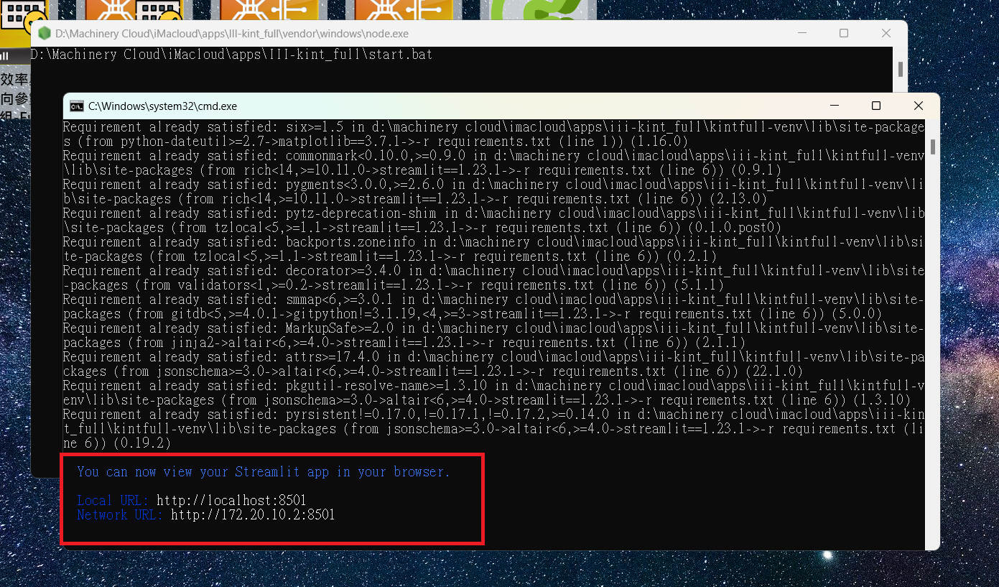 D:\Machinery Cloud\iMacloud\apps\III-kint_full\vendor\windows\node.exe
D:\Machinery Cloud\iMacloud\apps\III-kint_full\start.bat
效率
向參
組-Fu
C:\Windows\system32\cmd.exe
Requirement already satisfied: six>=1.5 in d:\machinery cloud\imacloud\apps\iii-kint_full\kintfull-venv\lib\site-package
s (from python-dateutil>=2.7->matplotlib==3.7.1->-r requirements.txt (line 1)) (1.16.0)
Requirement already satisfied: commonmark<0.10.0,>=0.9.0 in d:\machinery cloud\imacloud\apps\iii-kint_full\kintfull-venv
\lib\site-packages (from rich<14,>=10.11.0->streamlit==1.23.1->-r requirements.txt (line 6)) (0.9.1)
Requirement already satisfied: pygments<3.0.0,>=2.6.0 in d:\machinery cloud\imacloud\apps\iii-kint_full\kintfull-venv\li
b\site-packages (from rich<14,>=10.11.0->streamlit==1.23.1->-r requirements.txt (line 6)) (2.13.0)
Requirement already satisfied: pytz-deprecation-shim in d:\machinery cloud\imacloud\apps\iii-kint_full\kintfull-venv\lib
\site-packages (from tzlocal<5,>=1.1->streamlit==1.23.1->-r requirements.txt (line 6)) (0.1.0.post0)
Requirement already satisfied: backports.zoneinfo in d:\machinery cloud\imacloud\apps\iii-kint_full\kintfull-venv\lib\si
te-packages (from tzlocal<5,>=1.1->streamlit==1.23.1->-r requirements.txt (line 6)) (0.2.1)
Requirement already satisfied: decorator>=3.4.0 in d:\machinery cloud\imacloud\apps\iii-kint_full\kintfull-venv\lib\site
-packages (from validators<1,>=0.2->streamlit==1.23.1->-r requirements.txt (line 6)) (5.1.1)
Requirement already satisfied: smmap<6,>=3.0.1 in d:\machinery cloud\imacloud\apps\iii-kint_full\kintfull-venv\lib\site-
packages (from gitdb<5,>=4.0.1->gitpython!=3.1.19,<4,>=3->streamlit==1.23.1->-r requirements.txt (line 6)) (5.0.0)
Requirement already satisfied: MarkupSafe>=2.0 in d:\machinery cloud\imacloud\apps\iii-kint_full\kintfull-venv\lib\site-
packages (from jinja2->altair<6,>=4.0->streamlit==1.23.1->-r requirements.txt (line 6)) (2.1.1)
Requirement already satisfied: attrs>=17.4.0 in d:\machinery cloud\imacloud\apps\iii-kint_full\kintfull-venv\lib\site-pa
ckages (from jsonschema>=3.0->altair<6,>=4.0->streamlit==1.23.1->-r requirements.txt (line 6)) (22.1.0)
Requirement already satisfied: pkgutil-resolve-name>=1.3.10 in d:\machinery cloud\imacloud\apps\iii-kint_full\kintfull-v
env\lib\site-packages (from jsonschema>=3.0->altair<6,>=4.0->streamlit==1.23.1->-r requirements.txt (line 6)) (1.3.10)
Requirement already satisfied: pyrsistent!=0.17.0,!=0.17.1,!=0.17.2,>=0.14.0 in d:\machinery cloud\imacloud\apps\iii-kin
t_full\kintfull-venv\lib\site-packages (from jsonschema>=3.0->altair<6,>=4.0->streamlit==1.23.1->-r requirements.txt (li
ne 6)) (0.19.2)
You can now view your Streamlit app in your browser.
Local URL: http://localhost:8501
Network URL: http://172.20.10.2:8501